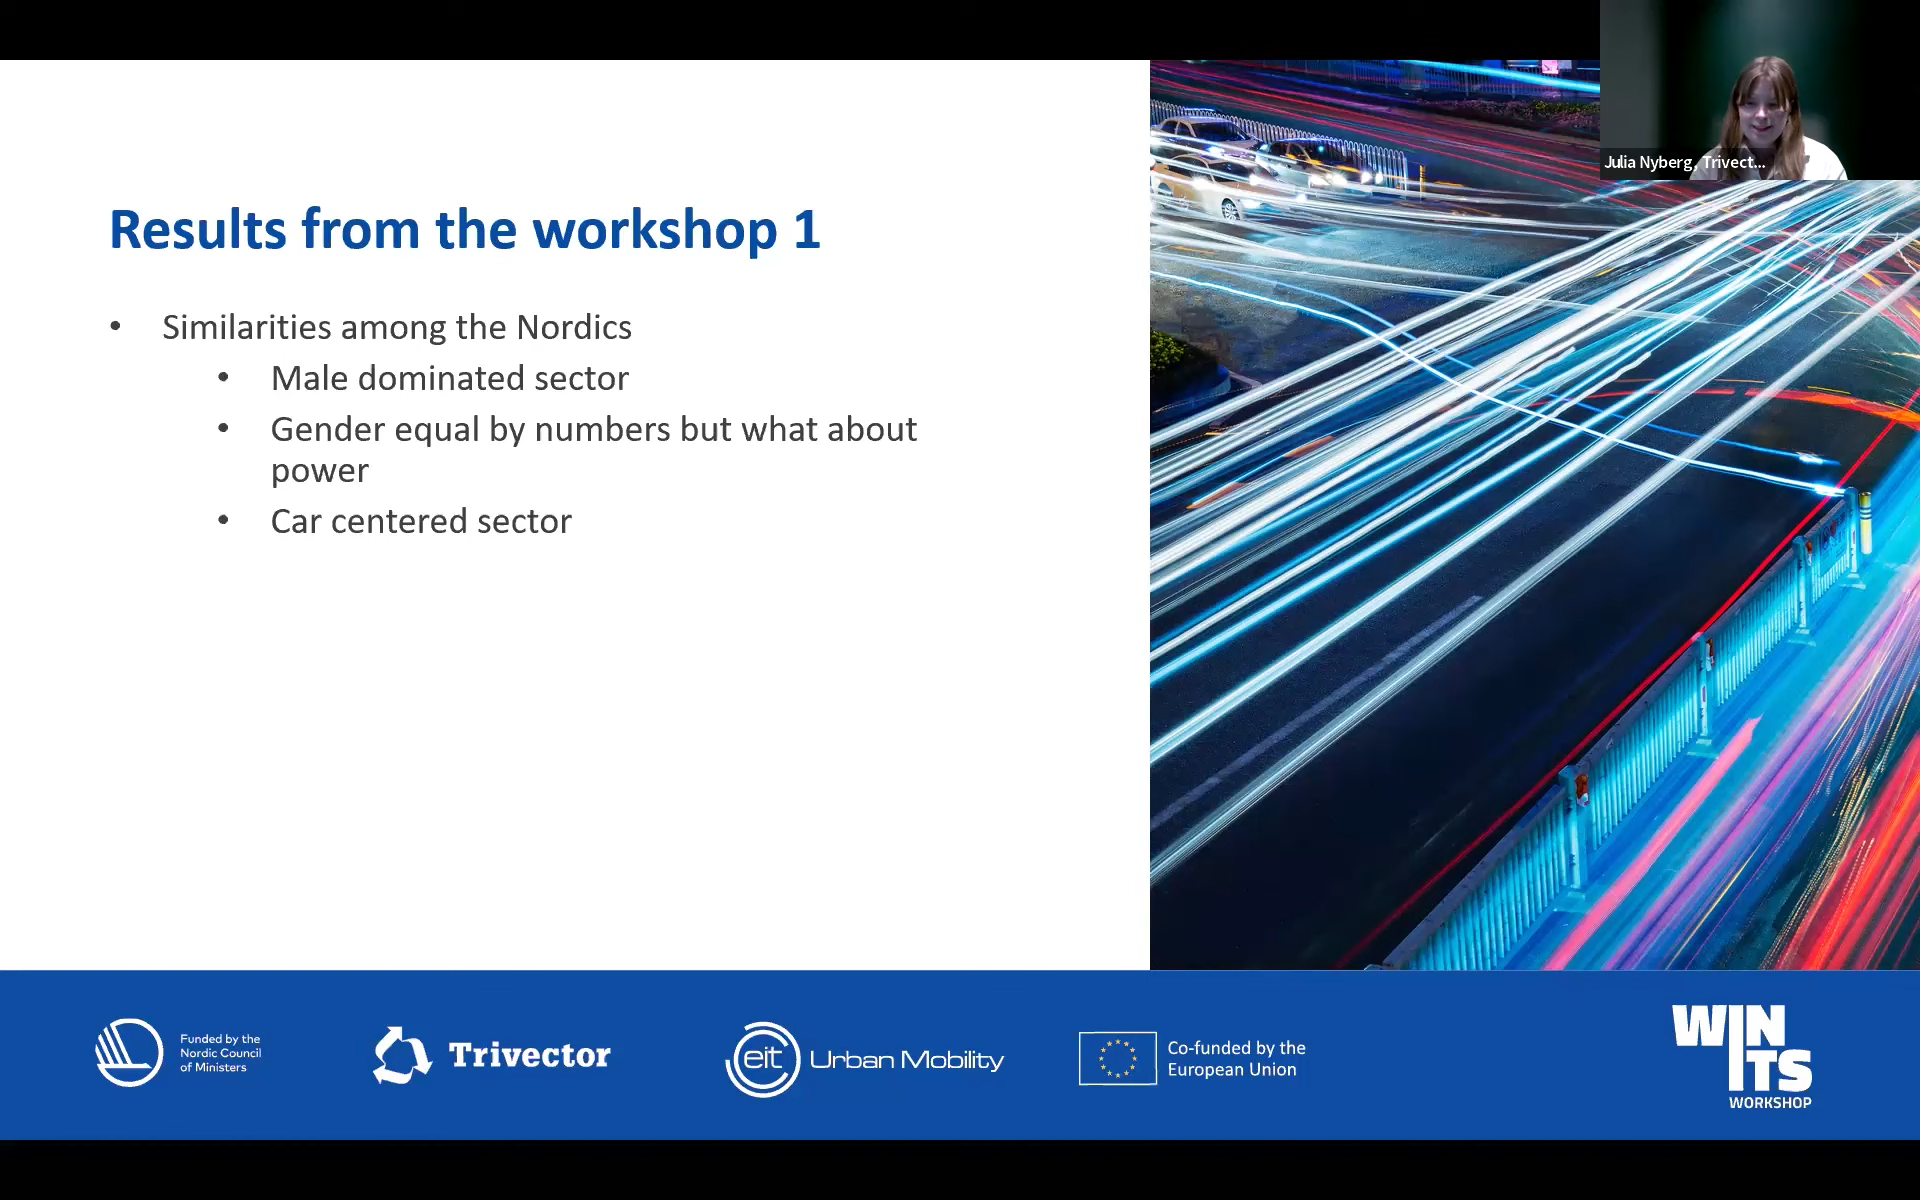 Julia Nyberg, Trivect...
Results from the workshop 1
• Similarities among the Nordics
• Male dominated sector
• Gender equal by numbers but what about
power
• Car centered sector
Funded by the
Nordic Council
of Ministers
Trivector
eit Urban Mobility
Co-funded by the
European Union
WIN
ITS
WORKSHOP